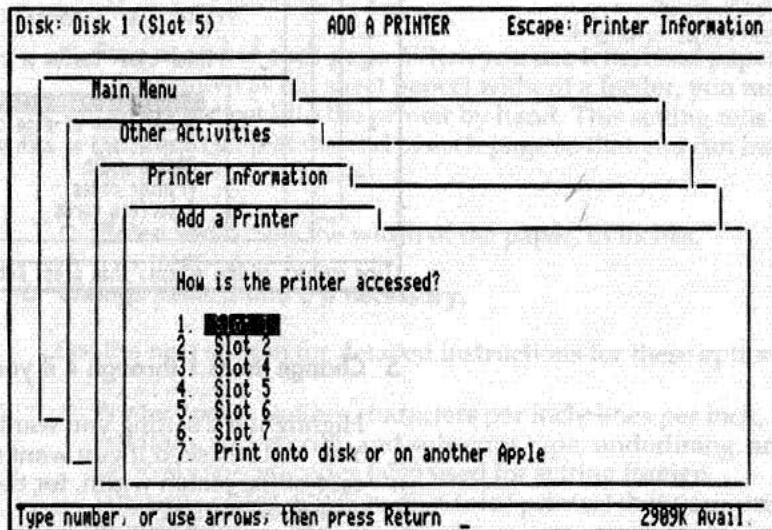 Disk: Disk 1 (Slot 5) ADD A PRINTER Escape: Printer Information
Main Menu
Other Activities
Printer Information
Add a Printer
How is the printer accessed?
1.
2. Slot 2
3. Slot 4
4. Slot 5
5. Slot 6
6. Slot 7
7. Print onto disk or on another Apple
Type number, or use arrows, then press Return _ 2909K Avail.